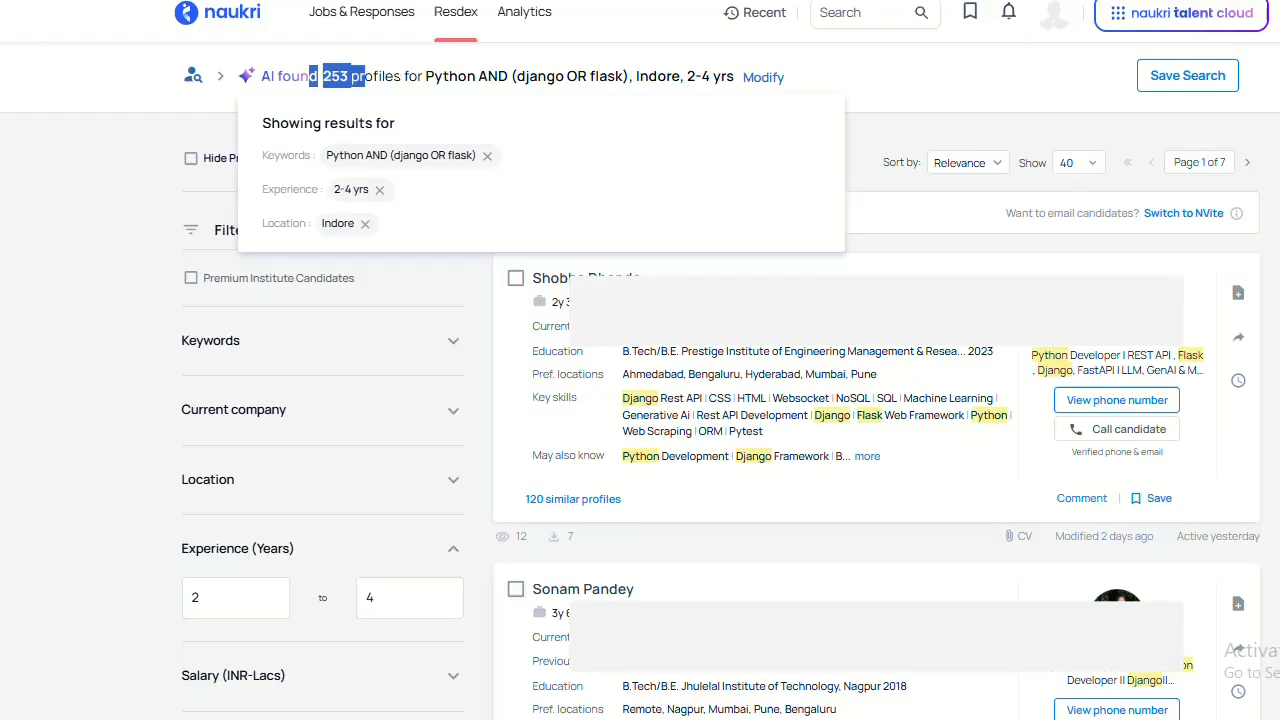 naukri
Jobs & Responses Resdex Analytics Recent Search naukri talent cloud
AI found 253 profiles for Python AND (django OR flask), Indore, 2-4 yrs Modify Save Search
Showing results for
Keywords : Python AND (django OR flask)
Experience : 2-4 yrs
Location : Indore
Hide
Sort by: Relevance Show 40 Page 1 of 7
Want to email candidates? Switch to NVite
Premium Institute Candidates
Keywords
Current company
Location
Experience (Years)
2 to 4
Salary (INR-Lacs)
2y
Current
Education B.Tech/B.E. Prestige Institute of Engineering Management & Resea... 2023
Pref. locations Ahmedabad, Bengaluru, Hyderabad, Mumbai, Pune
Key skills Django Rest API | CSS | HTML | Websocket | NoSQL | SQL | Machine Learning |
Generative Ai | Rest API Development | Django | Flask Web Framework | Python |
Web Scraping | ORM | Pytest
May also know Python Development | Django Framework | B... more
Python Developer I REST API , Flask
, Django, FastAPI I LLM, GenAI & M...
View phone number
Call candidate
Verified phone & email
120 similar profiles Comment Save
12 7 CV Modified 2 days ago Active yesterday
Sonam Pandey
3y
Current
Previou
Education B.Tech/B.E. Jhulelal Institute of Technology, Nagpur 2018
Pref. locations Remote, Nagpur, Mumbai, Pune, Bengaluru
Developer II DjangoII...
View phone number
Go to